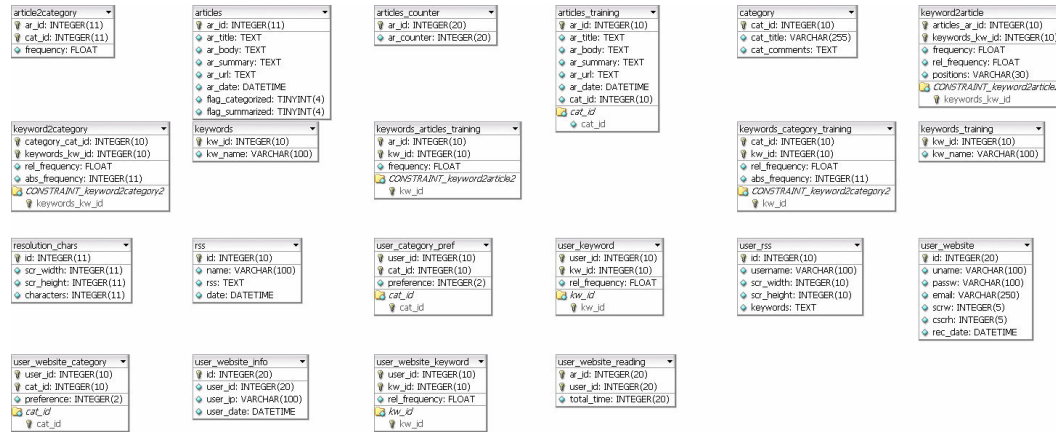 article2category
ar_id: INTEGER(11)
cat_id: INTEGER(11)
frequency: FLOAT
articles
ar_id: INTEGER(11)
ar_title: TEXT
ar_body: TEXT
ar_summary: TEXT
ar_url: TEXT
ar_date: DATETIME
flag_categorized: TINYINT(4)
flag_summarized: TINYINT(4)
articles_counter
ar_id: INTEGER(20)
ar_counter: INTEGER(20)
articles_training
ar_id: INTEGER(10)
ar_title: TEXT
ar_body: TEXT
ar_summary: TEXT
ar_url: TEXT
ar_date: DATETIME
cat_id: INTEGER(10)
cat_id
cat_id
category
cat_id: INTEGER(10)
cat_title: VARCHAR(255)
cat_comments: TEXT
keyword2article
articles_ar_id: INTEGER(10)
keywords_kw_id: INTEGER(10)
frequency: FLOAT
rel_frequency: FLOAT
positions: VARCHAR(30)
CONSTRAINT_keyword2article
keywords_kw_id
keyword2category
category_cat_id: INTEGER(10)
keywords_kw_id: INTEGER(10)
rel_frequency: FLOAT
abs_frequency: INTEGER(11)
CONSTRAINT_keyword2category2
keywords_kw_id
keywords
kw_id: INTEGER(10)
kw_name: VARCHAR(100)
keywords_articles_training
ar_id: INTEGER(10)
kw_id: INTEGER(10)
frequency: FLOAT
CONSTRAINT_keyword2article2
kw_id
keywords_category_training
cat_id: INTEGER(10)
kw_id: INTEGER(10)
rel_frequency: FLOAT
abs_frequency: INTEGER(11)
CONSTRAINT_keyword2category2
kw_id
keywords_training
kw_id: INTEGER(10)
kw_name: VARCHAR(100)
resolution_chars
id: INTEGER(11)
scr_width: INTEGER(11)
scr_height: INTEGER(11)
characters: INTEGER(11)
rss
id: INTEGER(10)
name: VARCHAR(100)
rss: TEXT
date: DATETIME
user_category_pref
user_id: INTEGER(10)
cat_id: INTEGER(10)
preference: INTEGER(2)
cat_id
cat_id
user_keyword
user_id: INTEGER(10)
kw_id: INTEGER(10)
rel_frequency: FLOAT
kw_id
kw_id
user_rss
id: INTEGER(10)
username: VARCHAR(100)
scr_width: INTEGER(10)
scr_height: INTEGER(10)
keywords: TEXT
user_website
id: INTEGER(20)
uname: VARCHAR(100)
passw: VARCHAR(100)
email: VARCHAR(250)
scrw: INTEGER(5)
cscrh: INTEGER(5)
rec_date: DATETIME
user_website_category
user_id: INTEGER(10)
cat_id: INTEGER(10)
preference: INTEGER(2)
cat_id
cat_id
user_website_info
id: INTEGER(20)
user_id: INTEGER(20)
user_ip: VARCHAR(100)
user_date: DATETIME
user_website_keyword
user_id: INTEGER(10)
kw_id: INTEGER(10)
rel_frequency: FLOAT
kw_id
kw_id
user_website_reading
ar_id: INTEGER(20)
user_id: INTEGER(20)
total_time: INTEGER(20)